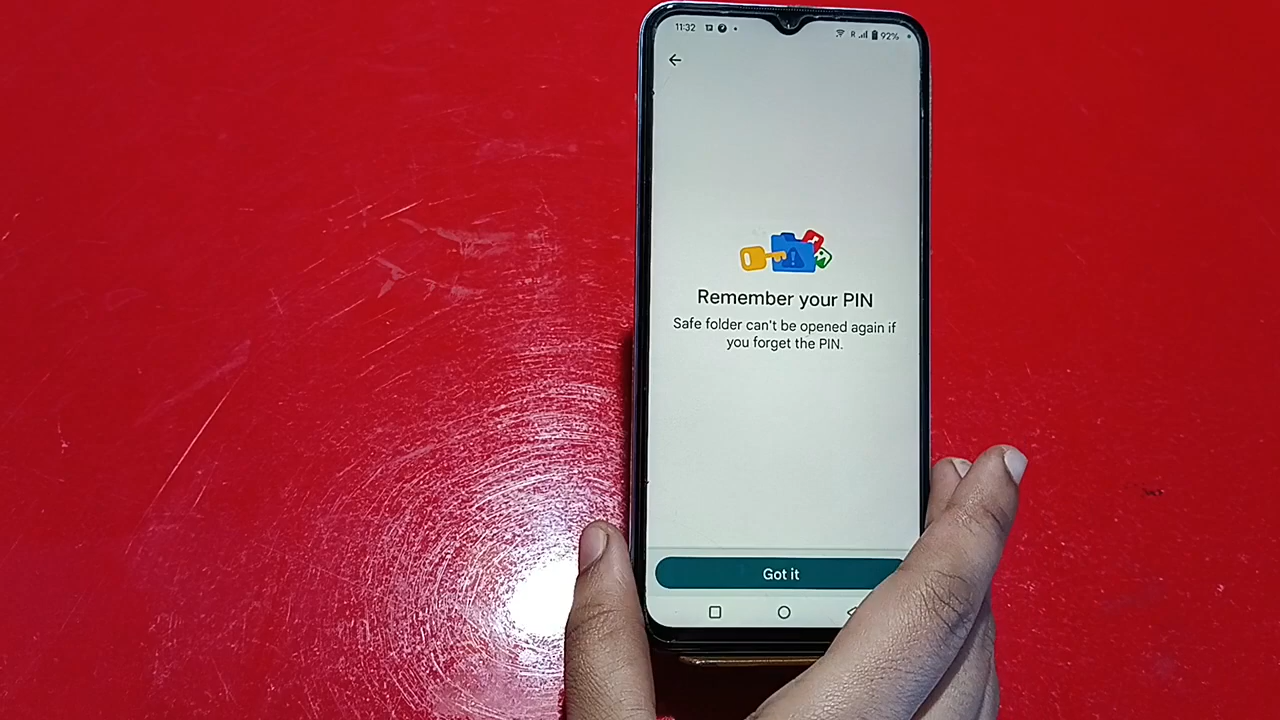 11:32
R 92%
Remember your PIN
Safe folder can't be opened again if
you forget the PIN.
Got it